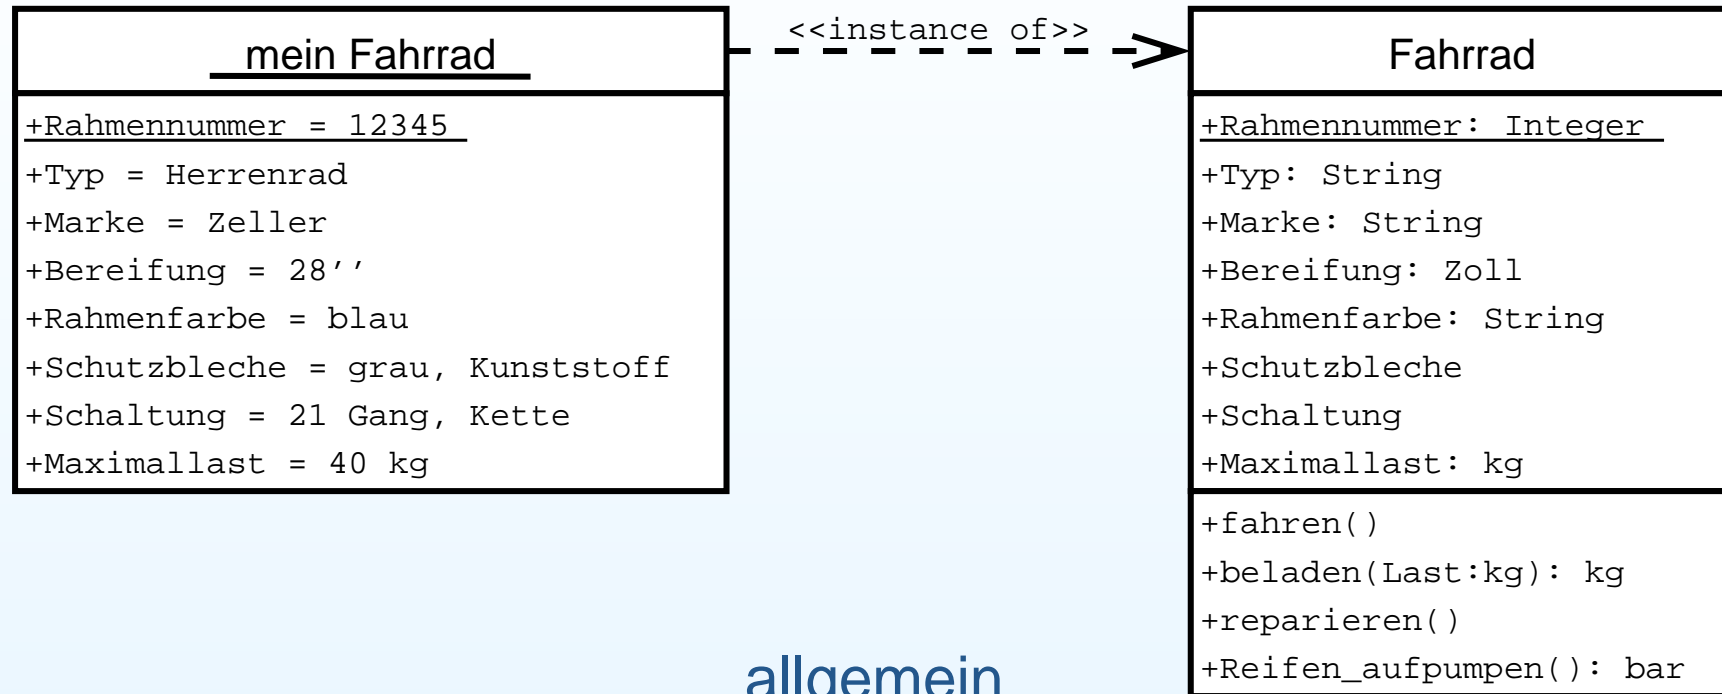 mein Fahrrad
+Rahmennummer = 12345
+Typ = Herrenrad
+Marke = Zeller
+Bereifung = 28’’
+Rahmenfarbe = blau
+Schutzbleche = grau, Kunststoff
+Schaltung = 21 Gang, Kette
+Maximallast = 40 kg
<<instance of>>
Fahrrad
+Rahmennummer: Integer
+Typ: String
+Marke: String
+Bereifung: Zoll
+Rahmenfarbe: String
+Schutzbleche
+Schaltung
+Maximallast: kg
+fahren()
+beladen(Last:kg): kg
+reparieren()
+Reifen_aufpumpen(): bar
allgemein